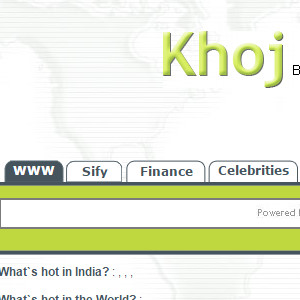 Khoj B
WWW Sify Finance Celebrities
Powered
What`s hot in India? : , , ,
What`s hot in the World? :